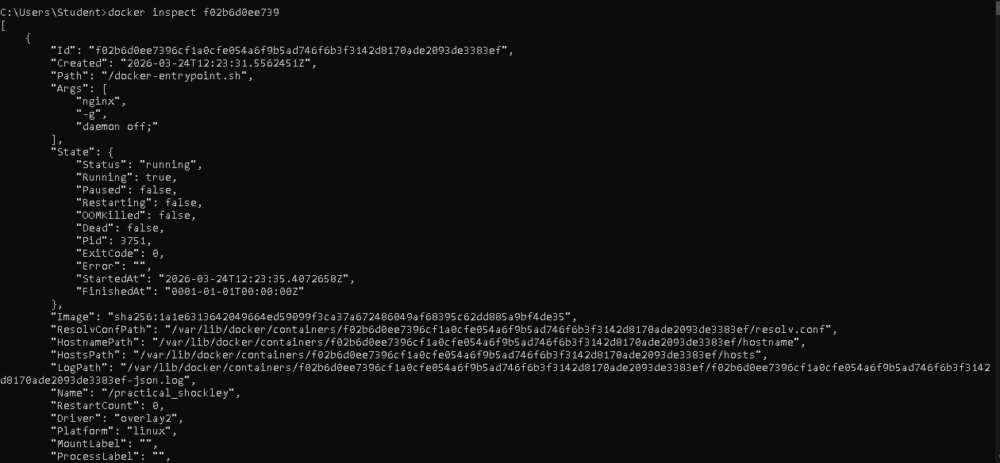 C:\Users\Student>docker inspect f02b6d0ee739
[
    {
        "Id": "f02b6d0ee7396cf1a0cfe054a6f9b5ad746f6b3f3142d8170ade2093de3383ef",
        "Created": "2026-03-24T12:23:31.5562451Z",
        "Path": "/docker-entrypoint.sh",
        "Args": [
            "nginx",
            "-g",
            "daemon off;"
        ],
        "State": {
            "Status": "running",
            "Running": true,
            "Paused": false,
            "Restarting": false,
            "OOMKilled": false,
            "Dead": false,
            "Pid": 3751,
            "ExitCode": 0,
            "Error": "",
            "StartedAt": "2026-03-24T12:23:35.4072658Z",
            "FinishedAt": "0001-01-01T00:00:00Z"
        },
        "Image": "sha256:1a1e6313642049664ed59099f3ca37a672486049af68395c62dd885a9bf4de35",
        "ResolvConfPath": "/var/lib/docker/containers/f02b6d0ee7396cf1a0cfe054a6f9b5ad746f6b3f3142d8170ade2093de3383ef/resolv.conf",
        "HostnamePath": "/var/lib/docker/containers/f02b6d0ee7396cf1a0cfe054a6f9b5ad746f6b3f3142d8170ade2093de3383ef/hostname",
        "HostsPath": "/var/lib/docker/containers/f02b6d0ee7396cf1a0cfe054a6f9b5ad746f6b3f3142d8170ade2093de3383ef/hosts",
        "LogPath": "/var/lib/docker/containers/f02b6d0ee7396cf1a0cfe054a6f9b5ad746f6b3f3142d8170ade2093de3383ef/f02b6d0ee7396cf1a0cfe054a6f9b5ad746f6b3f3142
d8170ade2093de3383ef-json.log",
        "Name": "/practical_shockley",
        "RestartCount": 0,
        "Driver": "overlay2",
        "Platform": "linux",
        "MountLabel": "",
        "ProcessLabel": "",